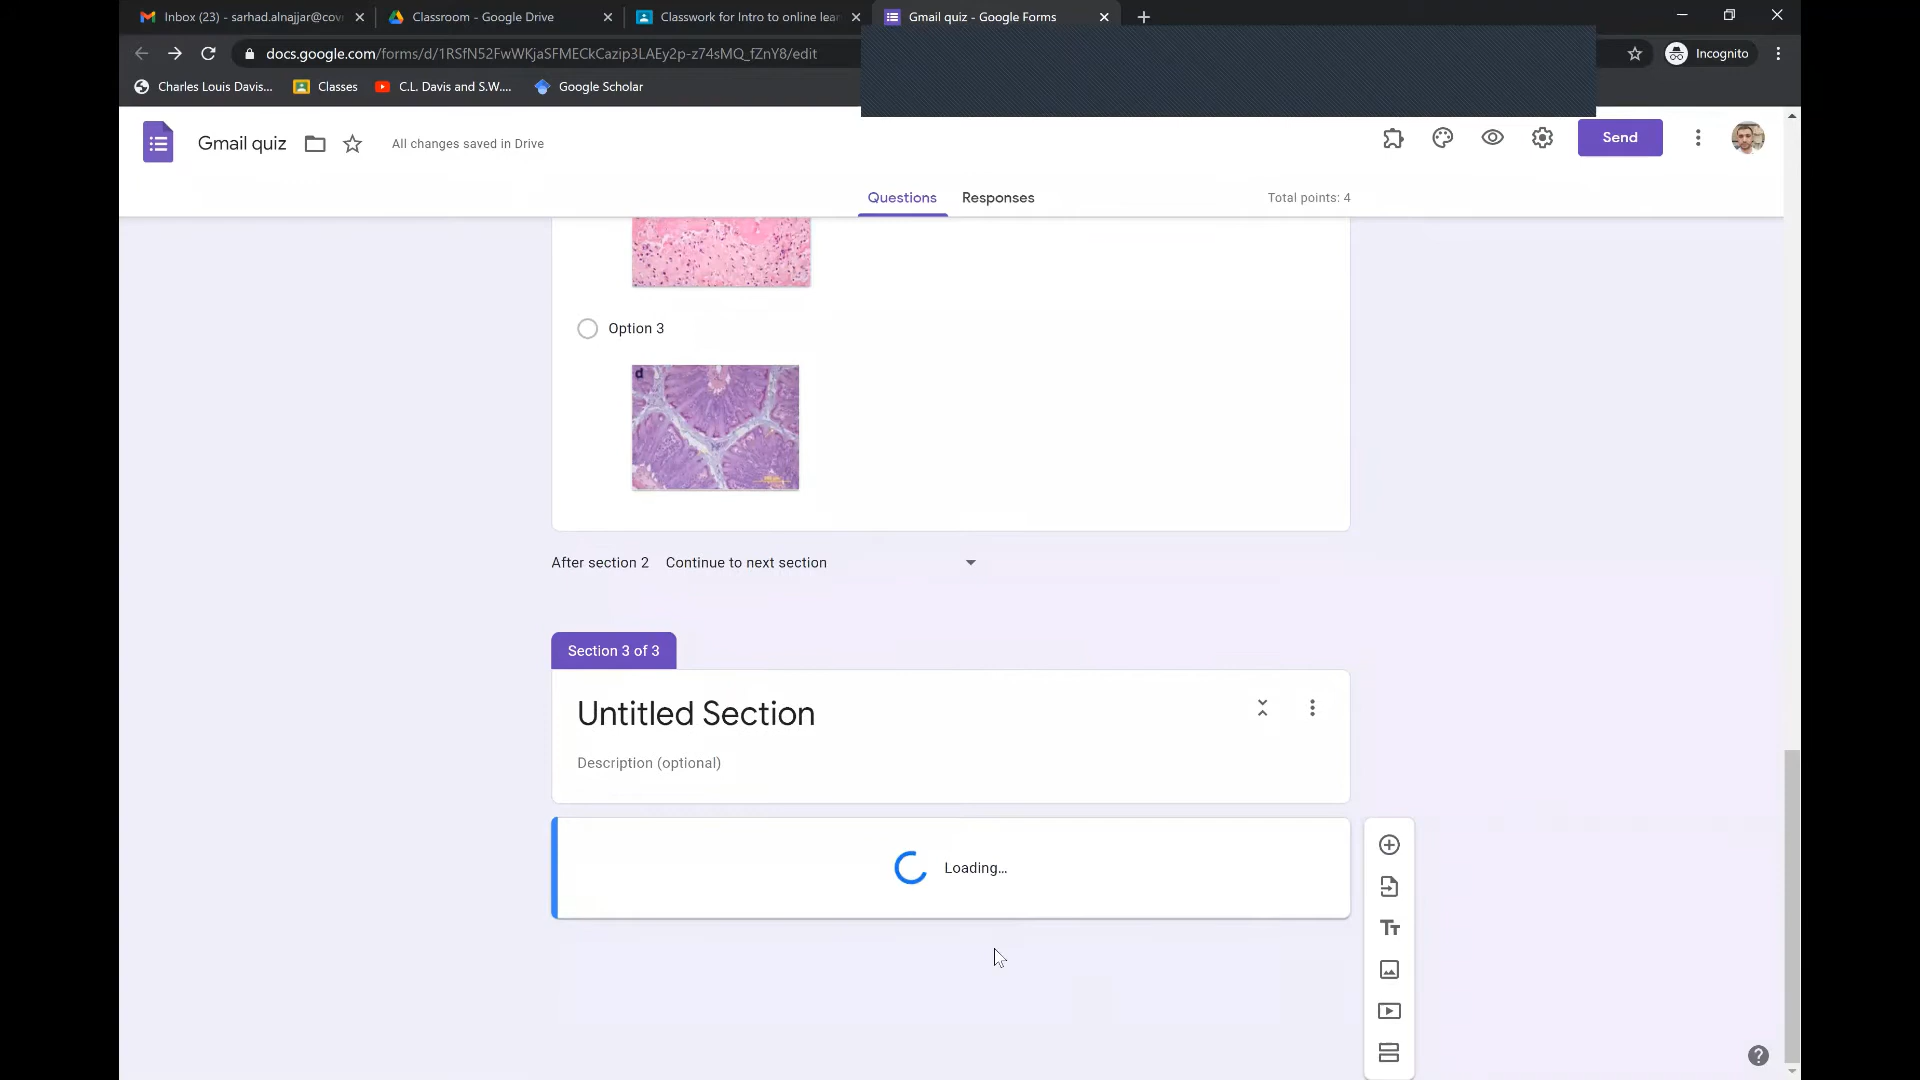 Inbox (23) - sarhad.alnajjar@cov
Classroom - Google Drive
Classwork for Intro to online lear
Gmail quiz - Google Forms
docs.google.com/forms/d/1RSfN52FwWKjaSFMECkCazip3LAEy2p-z74sMQ_fZnY8/edit
Incognito
Charles Louis Davis...
Classes
C.L. Davis and S.W....
Google Scholar
Gmail quiz
All changes saved in Drive
Send
Questions
Responses
Total points: 4
Option 3
d
After section 2
Continue to next section
Section 3 of 3
Untitled Section
Description (optional)
Loading...